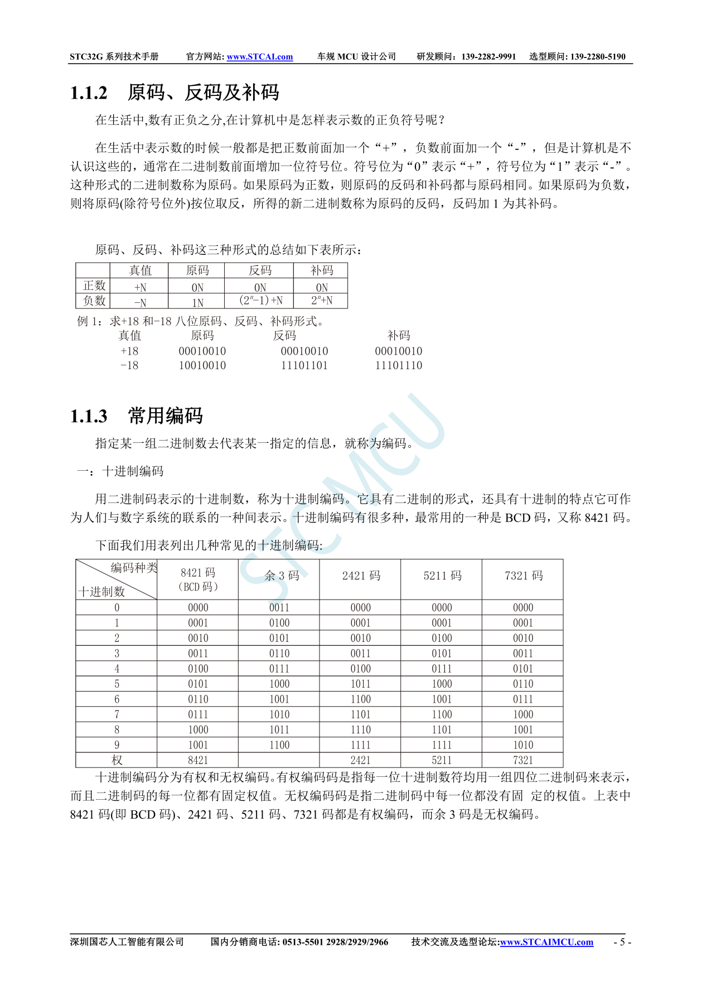 STC32G 系列技术手册 官方网站: www.STCAI.com 车规 MCU 设计公司 研发顾问：139-2282-9991 选型顾问: 139-2280-5190
1.1.2 原码、反码及补码
在生活中,数有正负之分,在计算机中是怎样表示数的正负符号呢？
在生活中表示数的时候一般都是把正数前面加一个“+”，负数前面加一个“-”，但是计算机是不
认识这些的，通常在二进制数前面增加一位符号位。符号位为“0”表示“+”，符号位为“1”表示“-”。
这种形式的二进制数称为原码。如果原码为正数，则原码的反码和补码都与原码相同。如果原码为负数，
则将原码(除符号位外)按位取反，所得的新二进制数称为原码的反码，反码加 1 为其补码。
原码、反码、补码这三种形式的总结如下表所示：
真值 原码 反码 补码
正数 +N 0N 0N 0N
负数 -N 1N (2ⁿ-1)+N 2ⁿ+N
例 1：求+18 和-18 八位原码、反码、补码形式。
真值 原码 反码 补码
+18 00010010 00010010 00010010
-18 10010010 11101101 11101110
1.1.3 常用编码
指定某一组二进制数去代表某一指定的信息，就称为编码。
一：十进制编码
用二进制码表示的十进制数，称为十进制编码。它具有二进制的形式，还具有十进制的特点它可作
为人们与数字系统的联系的一种间表示。十进制编码有很多种，最常用的一种是 BCD 码，又称 8421 码。
下面我们用表列出几种常见的十进制编码:
编码种类
十进制数
8421 码
（BCD 码）
余 3 码 2421 码 5211 码 7321 码
0 0000 0011 0000 0000 0000
1 0001 0100 0001 0001 0001
2 0010 0101 0010 0100 0010
3 0011 0110 0011 0101 0011
4 0100 0111 0100 0111 0101
5 0101 1000 1011 1000 0110
6 0110 1001 1100 1001 0111
7 0111 1010 1101 1100 1000
8 1000 1011 1110 1101 1001
9 1001 1100 1111 1111 1010
权 8421 2421 5211 7321
十进制编码分为有权和无权编码。有权编码码是指每一位十进制数符均用一组四位二进制码来表示，
而且二进制码的每一位都有固定权值。无权编码码是指二进制码中每一位都没有固 定的权值。上表中
8421 码(即 BCD 码)、2421 码、5211 码、7321 码都是有权编码，而余 3 码是无权编码。
STC MCU
深圳国芯人工智能有限公司 国内分销商电话: 0513-5501 2928/2929/2966 技术交流及选型论坛:www.STCAIMCU.com - 5 -